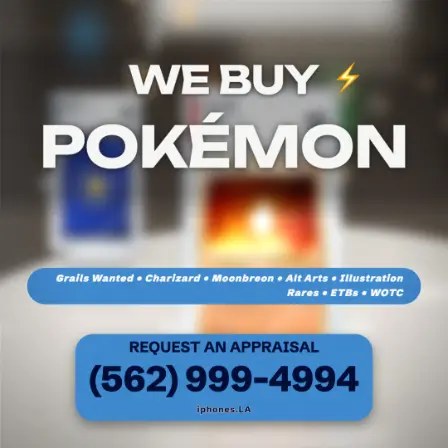 WE BUY ⚡
POKÉMON
Grails Wanted • Charizard • Moonbreon • Alt Arts • Illustration
Rares • ETBs • WOTC
REQUEST AN APPRAISAL
(562) 999-4994
iphones.LA